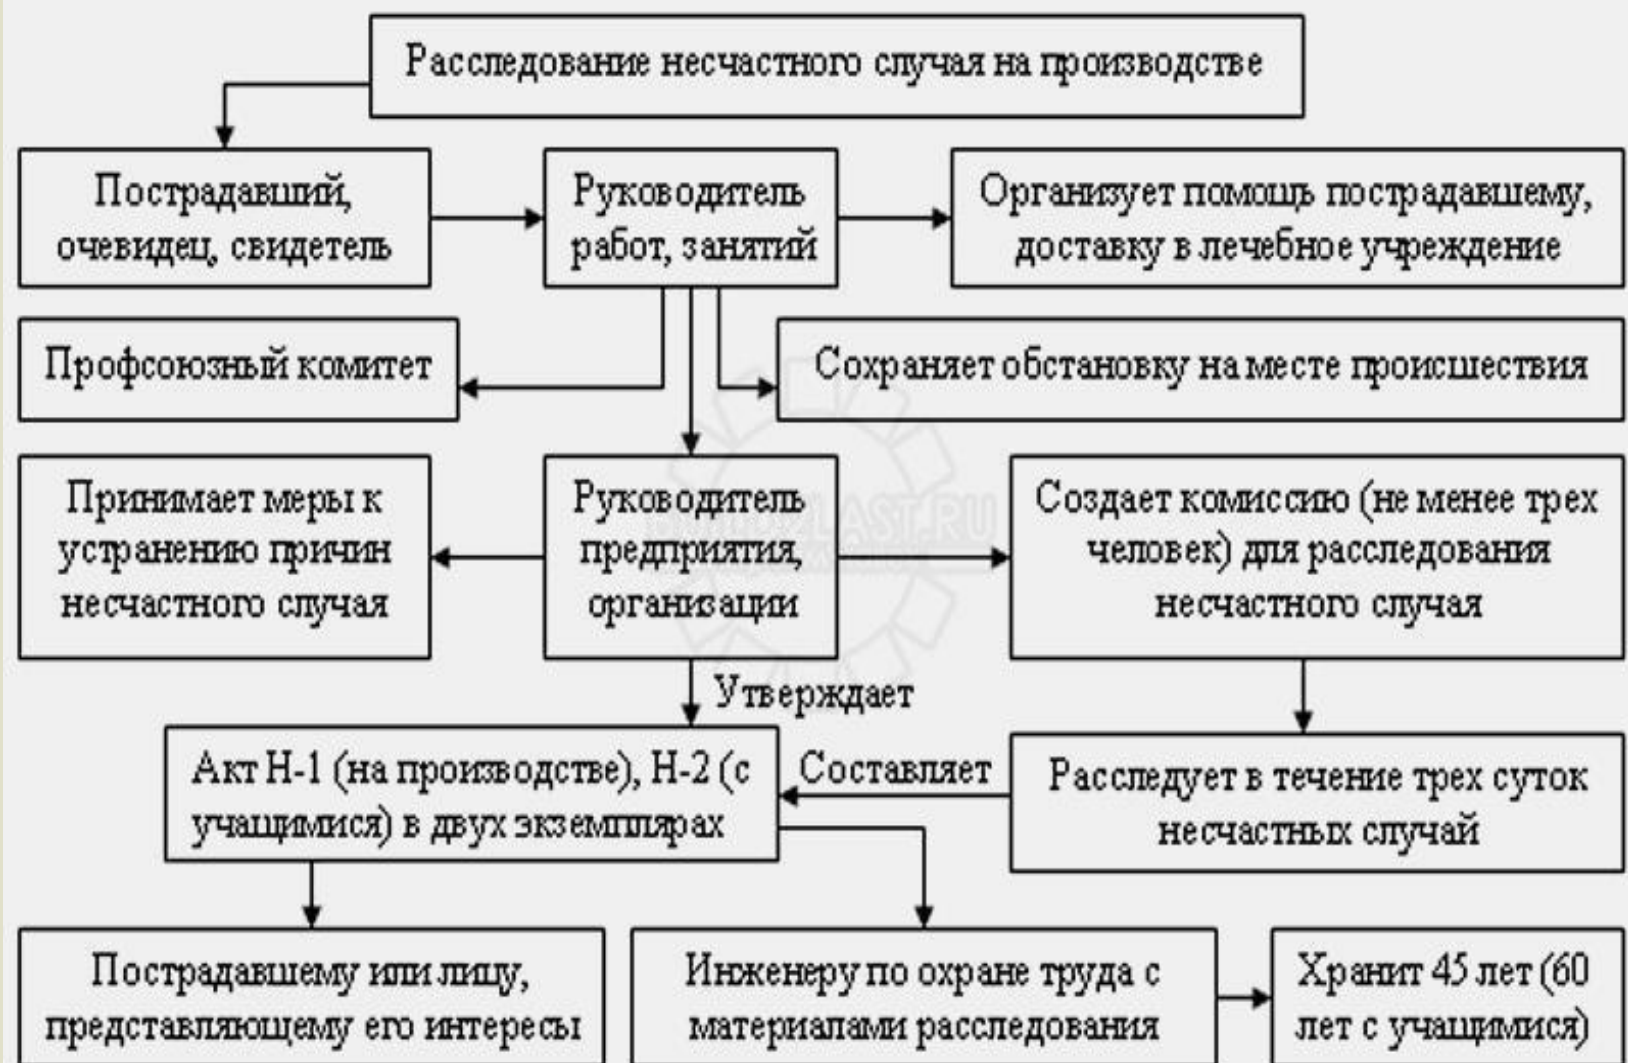 Расследование несчастного случая на производстве
Пострадавший,
очевидец, свидетель
Руководитель
работ, занятий
Организует помощь пострадавшему,
доставку в лечебное учреждение
Профсоюзный комитет
Сохраняет обстановку на месте происшествия
Принимает меры к
устранению причин
несчастного случая
Руководитель
предприятия,
организации
Создает комиссию (не менее трех
человек) для расследования
несчастного случая
Утверждает
Акт Н-1 (на производстве), Н-2 (с
учащимися) в двух экземплярах
Составляет
Расследует в течение трех суток
несчастных случай
Пострадавшему или лицу,
представляющему его интересы
Инженеру по охране труда с
материалами расследования
Хранит 45 лет (60
лет с учащимися)